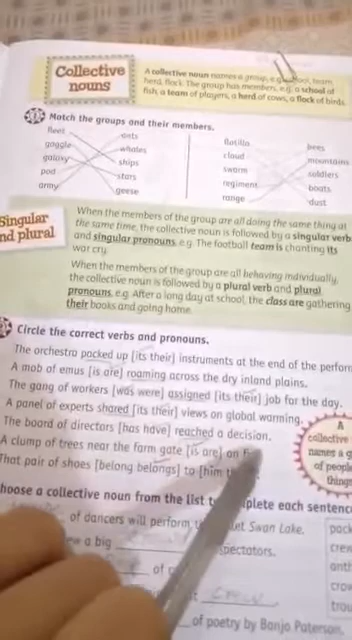 Collective nouns
A collective noun names a group, e.g. school, team,
herd, flock. The group has members, e.g. a school of
fish, a team of players, a herd of cows, a flock of birds.
Match the groups and their members.
fleet ants
gaggle whales
galaxy ships
pod stars
army geese
flotilla bees
cloud mountains
swarm soldiers
regiment boats
range dust
Singular
nd plural
When the members of the group are all doing the same thing at
the same time, the collective noun is followed by a singular verb
and singular pronouns, e.g. The football team is chanting its
war cry.
When the members of the group are all behaving individually,
the collective noun is followed by a plural verb and plural
pronouns, e.g. After a long day at school, the class are gathering
their books and going home.
Circle the correct verbs and pronouns.
The orchestra packed up [its their] instruments at the end of the perfor
A mob of emus [is are] roaming across the dry inland plains.
The gang of workers [was were] assigned [its their] job for the day.
A panel of experts shared [its their] views on global warming.
The board of directors [has have] reached a decision.
A clump of trees near the farm gate [is are] on
That pair of shoes [belong belongs] to [him
A
collective
names a g
of people
things
hoose a collective noun from the list t plete each sentenc
of dancers will perform Swan Lake.
a big spectators.
of
of poetry by Banjo Paterson.
pack
crew
anth
crow
trou